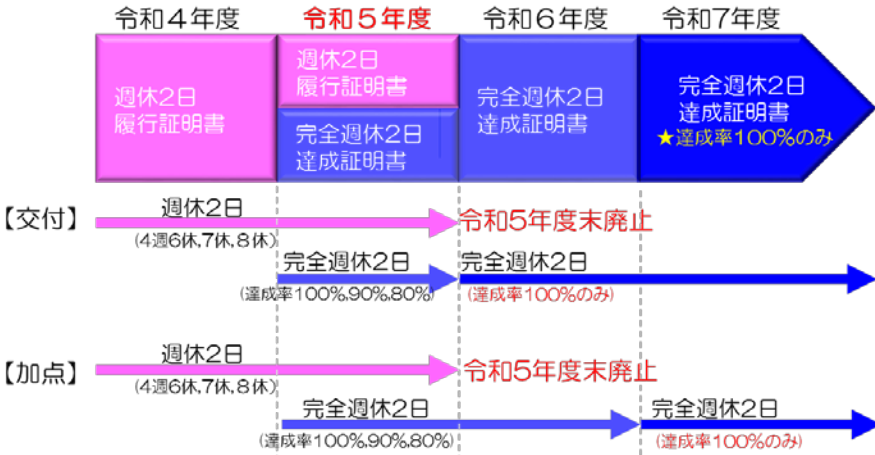 令和4年度 令和5年度 令和6年度 令和7年度
週休2日
履行証明書
週休2日
履行証明書
完全週休2日
達成証明書
完全週休2日
達成証明書
完全週休2日
達成証明書
★達成率100%のみ
【交付】
週休2日
(4週6休,7休,8休)
令和5年度末廃止
完全週休2日
(達成率100%,90%,80%)
完全週休2日
(達成率100%のみ)
【加点】
週休2日
(4週6休,7休,8休)
令和5年度末廃止
完全週休2日
(達成率100%,90%,80%)
完全週休2日
(達成率100%のみ)